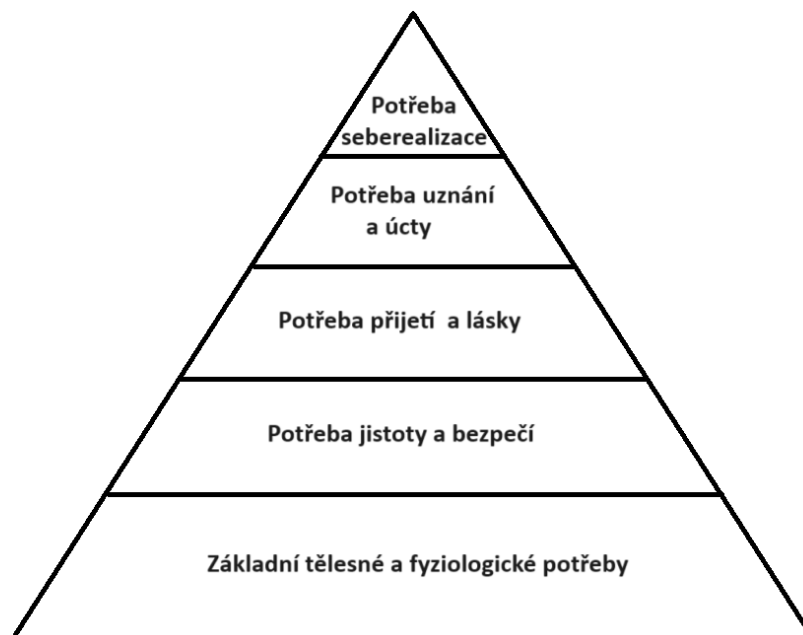 Potřeba
seberealizace
Potřeba uznání
a úcty
Potřeba přijetí a lásky
Potřeba jistoty a bezpečí
Základní tělesné a fyziologické potřeby